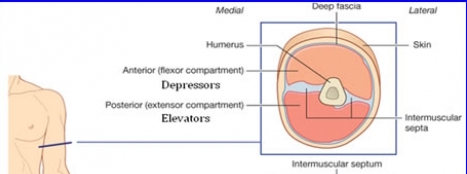 Deep fascia
Medial
Lateral
Humerus
Skin
Anterior (flexor compartment)
Depressors
Posterior (extensor compartment)
Elevators
Intermuscular
septa
Intermuscular septum